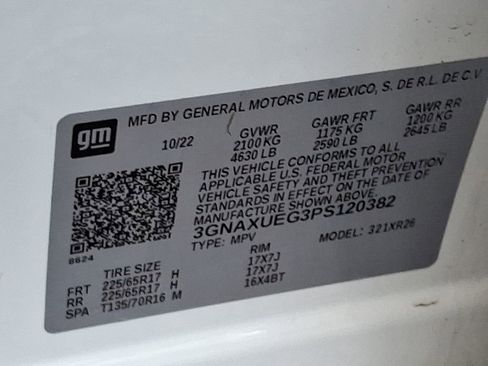 gm
MFD BY GENERAL MOTORS DE MEXICO, S. DE R.L. DE C.V
10/22 GVWR GAWR FRT GAWR RR
2100 KG 1175 KG 1200 KG
4630 LB 2590 LB 2645 LB
THIS VEHICLE CONFORMS TO ALL
APPLICABLE U.S. FEDERAL MOTOR
VEHICLE SAFETY AND THEFT PREVENTION
STANDARDS IN EFFECT ON THE DATE OF
MANUFACTURE SHOWN ABOVE.
3GNAXUEG3PS120382
TYPE: MPV MODEL: 321XR26
8624
TIRE SIZE RIM
FRT 225/65R17 H 17X7J
RR 225/65R17 H 17X7J
SPA T135/70R16 M 16X4BT